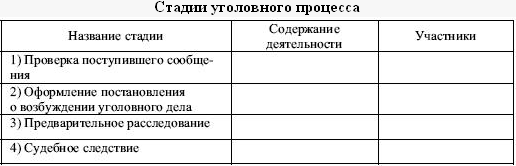 Стадии уголовного процесса
Название стадии
Содержание
деятельности
Участники
1) Проверка поступившего сообще-
ния
2) Оформление постановления
о возбуждении уголовного дела
3) Предварительное расследование
4) Судебное следствие